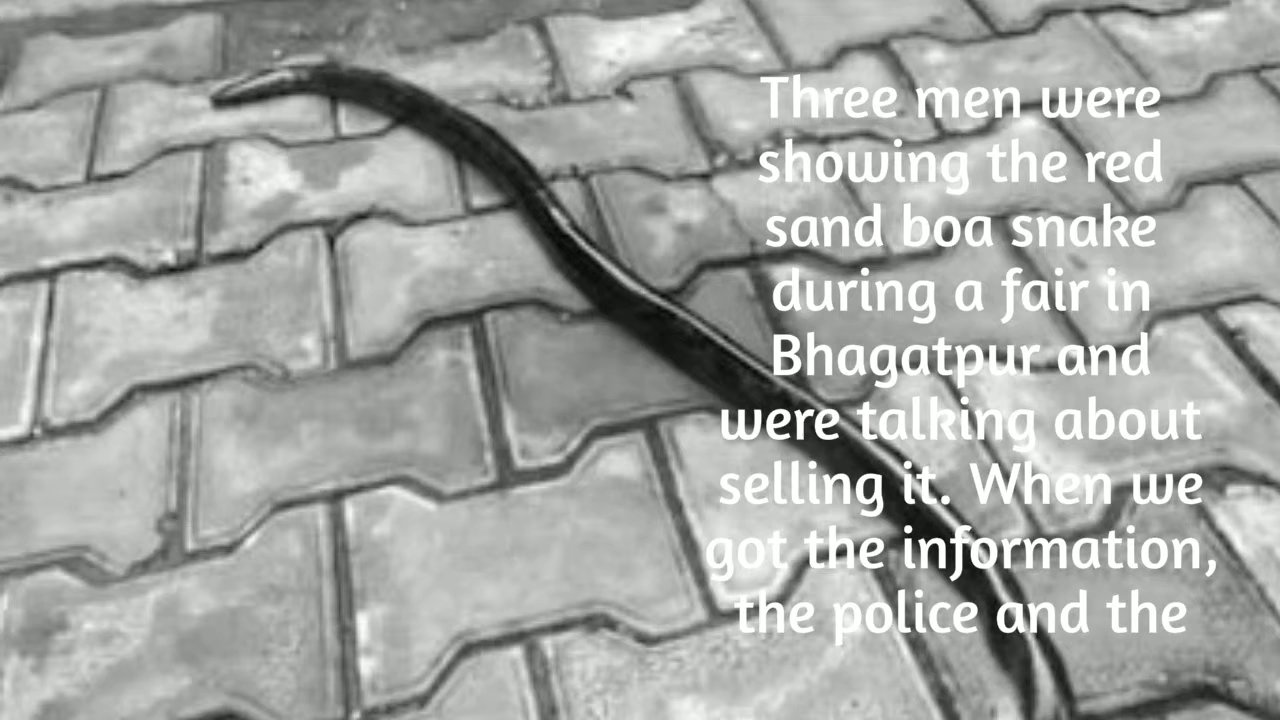 Three men were
showing the red
sand boa snake
during a fair in
Bhagatpur and
were talking about
selling it. When we
got the information,
the police and the